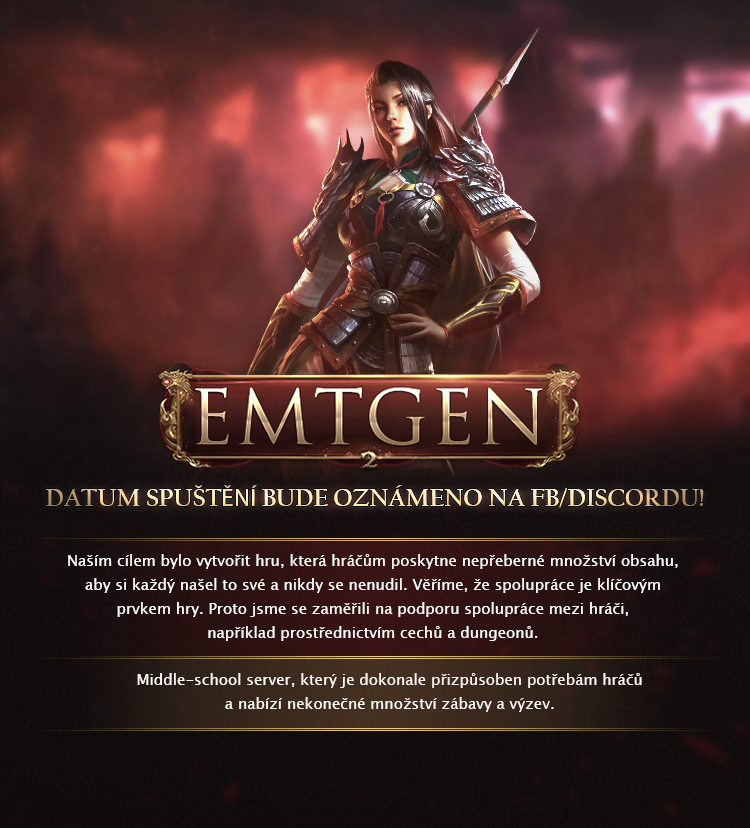 EMTGEN
2
DATUM SPUŠTĚNÍ BUDE OZNÁMENO NA FB/DISCORDU!
Naším cílem bylo vytvořit hru, která hráčům poskytne nepřeberné množství obsahu,
aby si každý našel to své a nikdy se nenudil. Věříme, že spolupráce je klíčovým
prvkem hry. Proto jsme se zaměřili na podporu spolupráce mezi hráči,
například prostřednictvím cechů a dungeonů.
Middle-school server, který je dokonale přizpůsoben potřebám hráčů
a nabízí nekonečné množství zábavy a výzev.